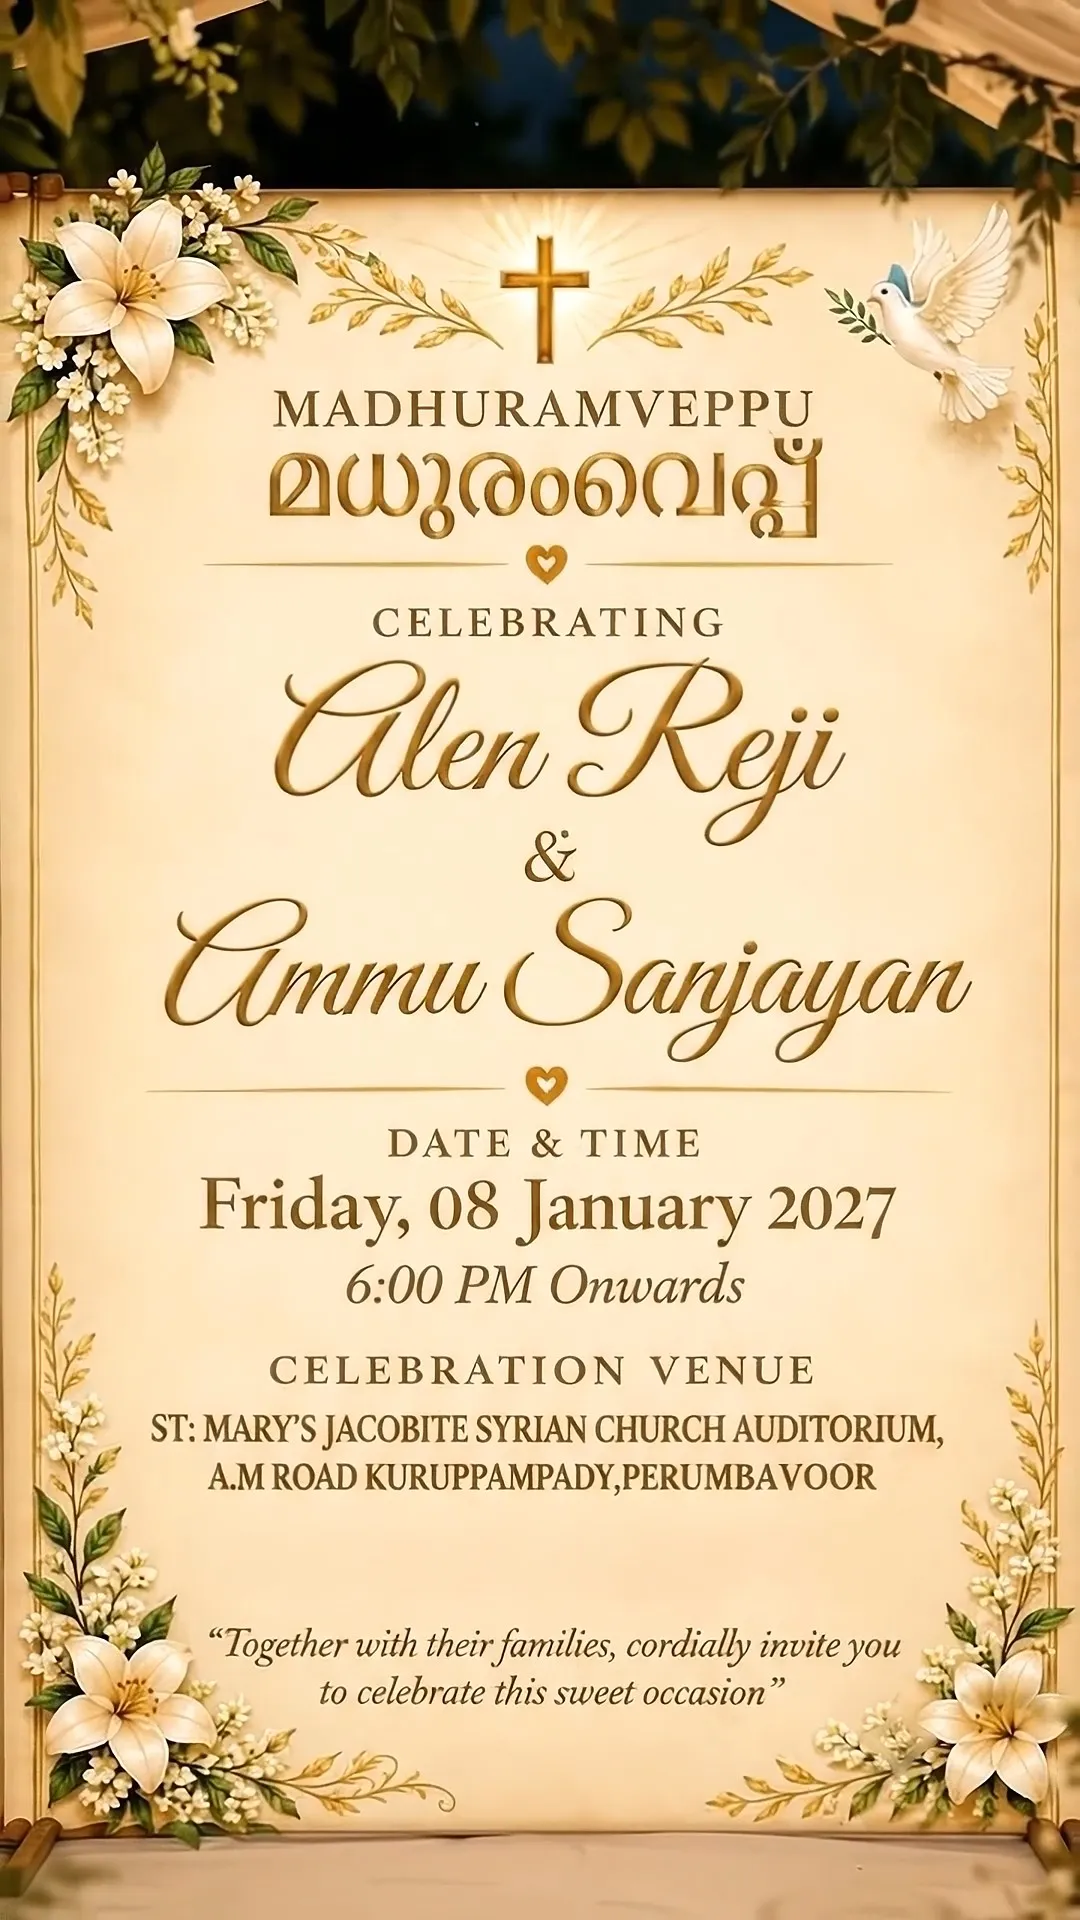 MADHURAMVEPPU
മധുരംവെപ്പ്
CELEBRATING
Alen Reji
&
Ammu Sanjayan
DATE & TIME
Friday, 08 January 2027
6:00 PM Onwards
CELEBRATION VENUE
ST: MARY'S JACOBITE SYRIAN CHURCH AUDITORIUM,
A.M ROAD KURUPPAMPADY,PERUMBAVOOR
“Together with their families, cordially invite you
to celebrate this sweet occasion”